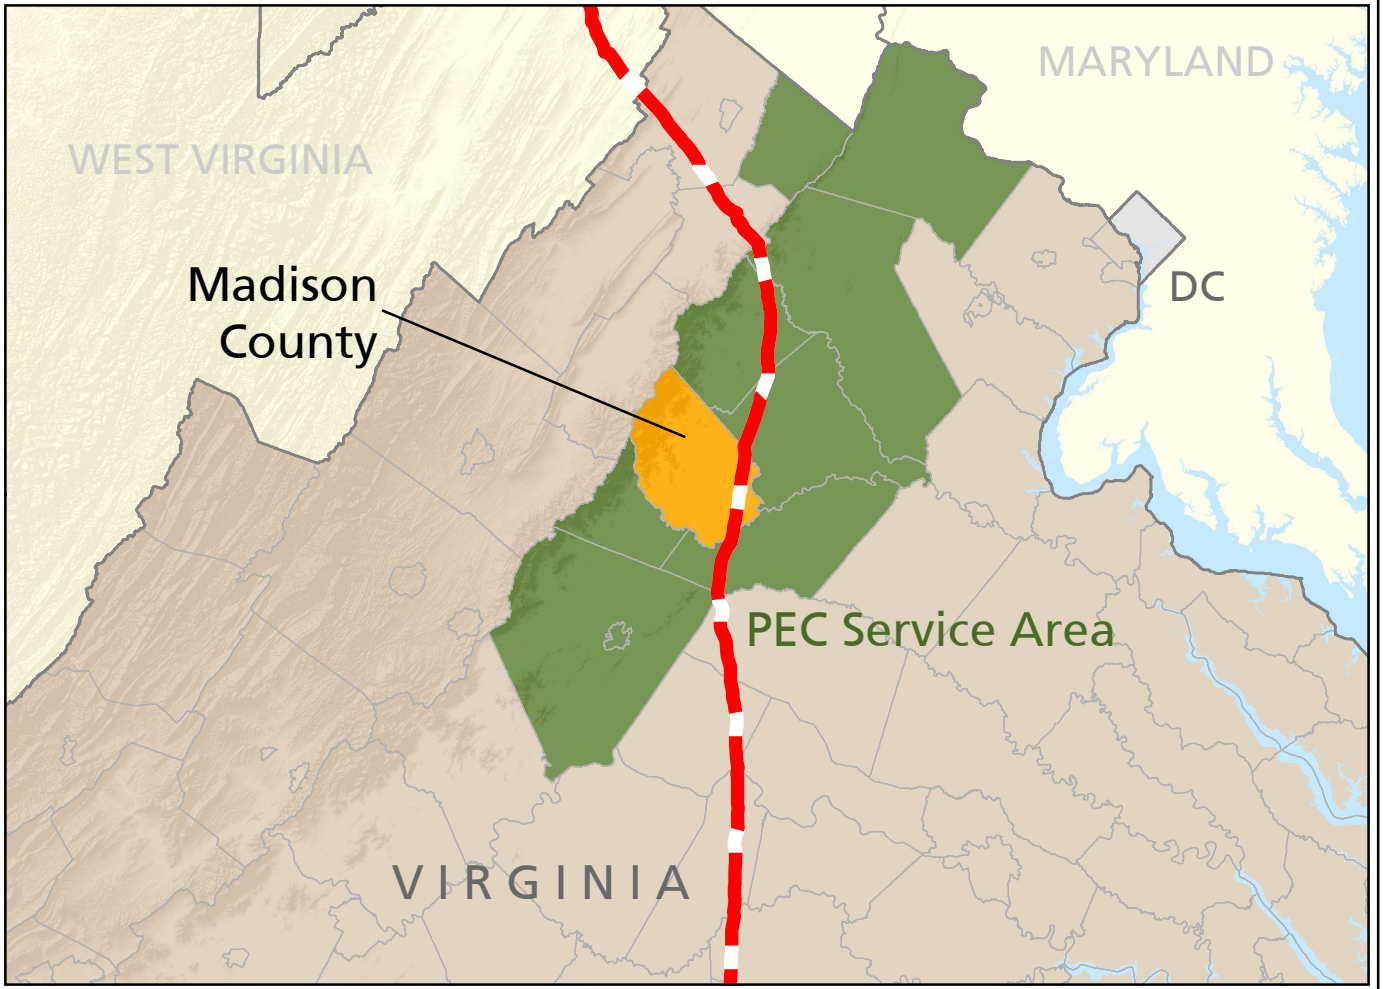 MARYLAND
WEST VIRGINIA
Madison
County
DC
PEC Service Area
VIRGINIA